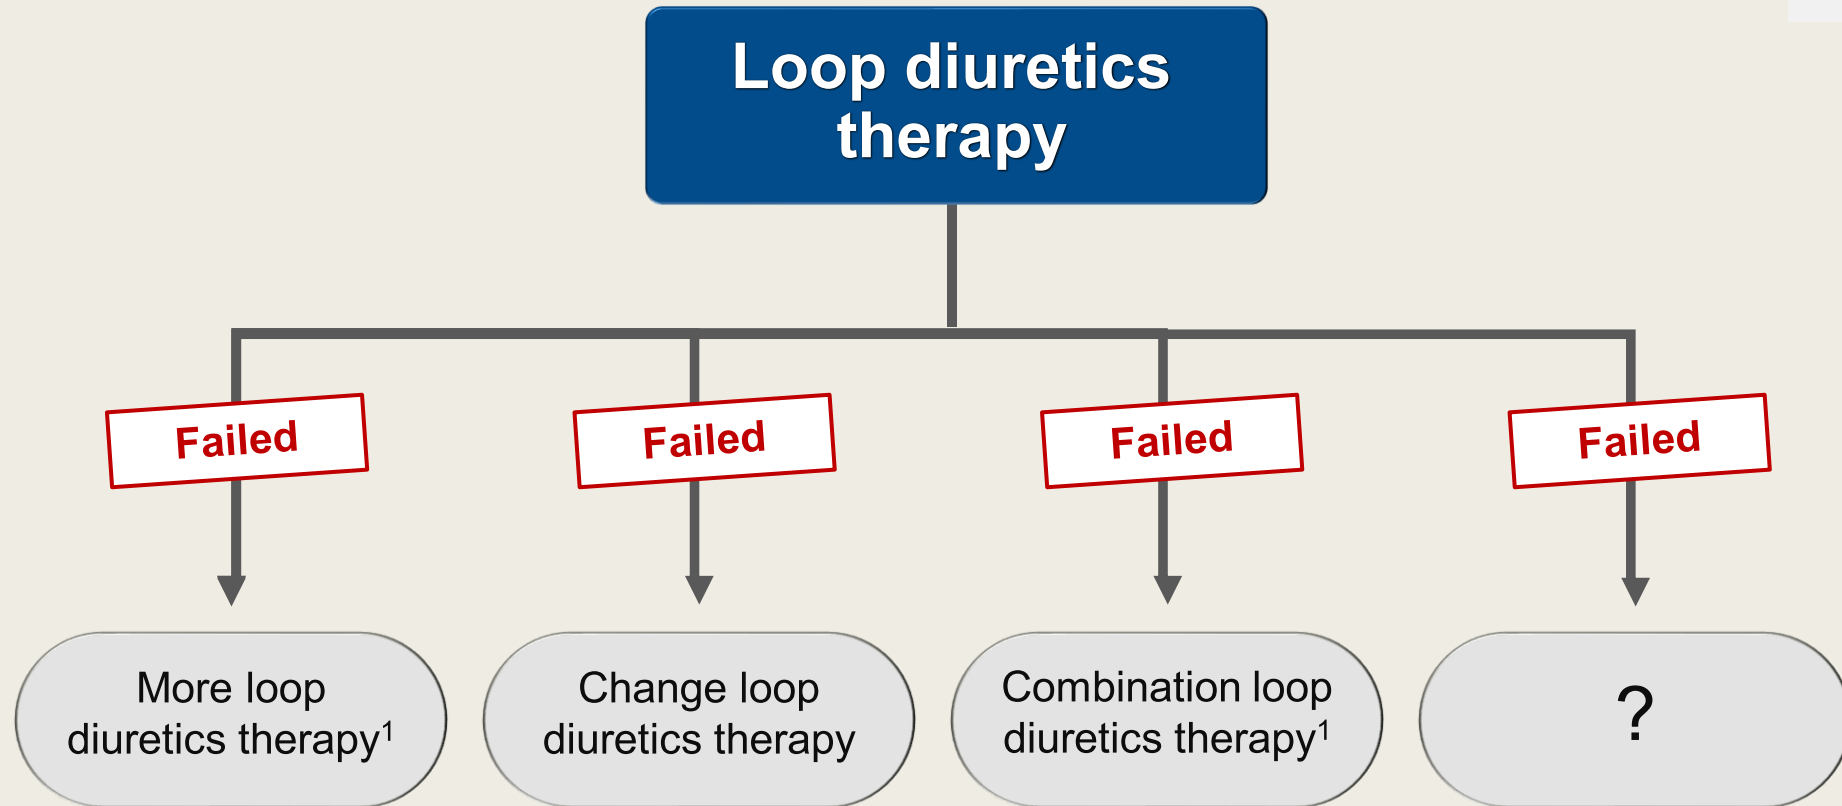 Loop diuretics
therapy
Failed
Failed
Failed
Failed
More loop
diuretics therapy¹
Change loop
diuretics therapy
Combination loop
diuretics therapy¹
?